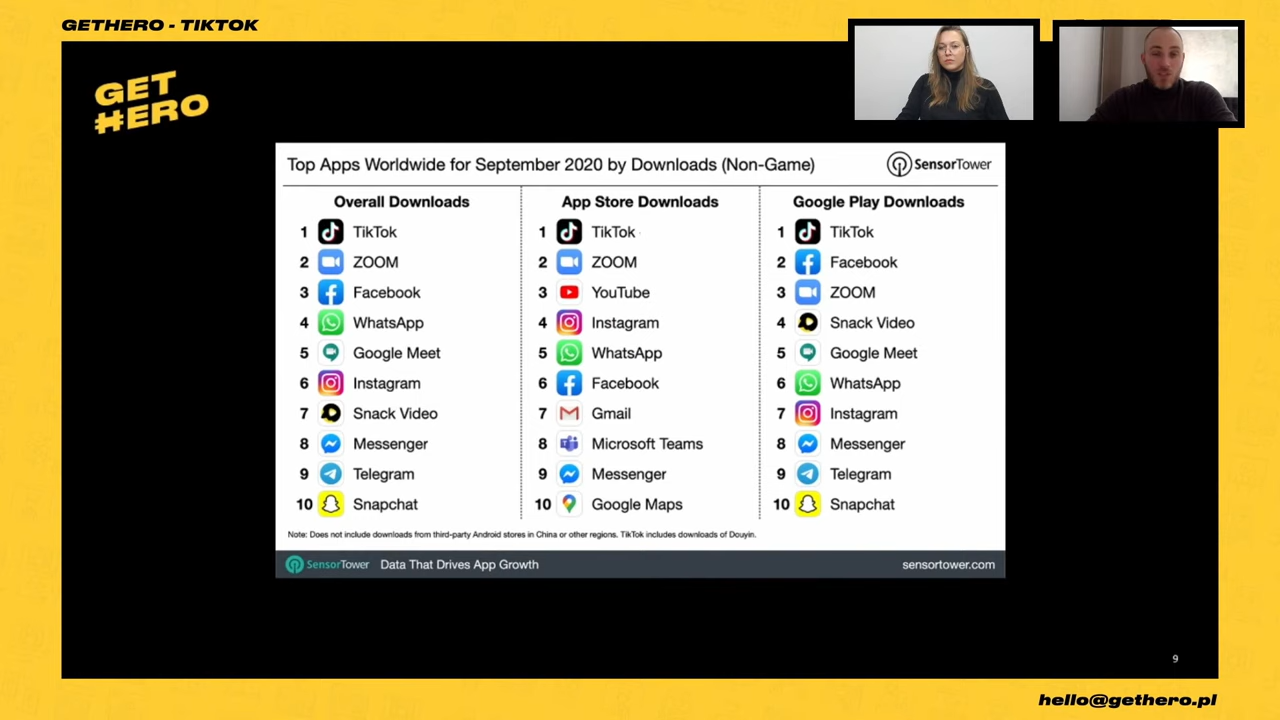 GETHERO - TIKTOK
GET
HERO
Top Apps Worldwide for September 2020 by Downloads (Non-Game)
SensorTower
Overall Downloads
1 TikTok
2 ZOOM
3 Facebook
4 WhatsApp
5 Google Meet
6 Instagram
7 Snack Video
8 Messenger
9 Telegram
10 Snapchat
App Store Downloads
1 TikTok
2 ZOOM
3 YouTube
4 Instagram
5 WhatsApp
6 Facebook
7 Gmail
8 Microsoft Teams
9 Messenger
10 Google Maps
Google Play Downloads
1 TikTok
2 Facebook
3 ZOOM
4 Snack Video
5 Google Meet
6 WhatsApp
7 Instagram
8 Messenger
9 Telegram
10 Snapchat
Note: Does not include downloads from third-party Android stores in China or other regions. TikTok includes downloads of Douyin.
SensorTower Data That Drives App Growth sensortower.com
9
hello@gethero.pl